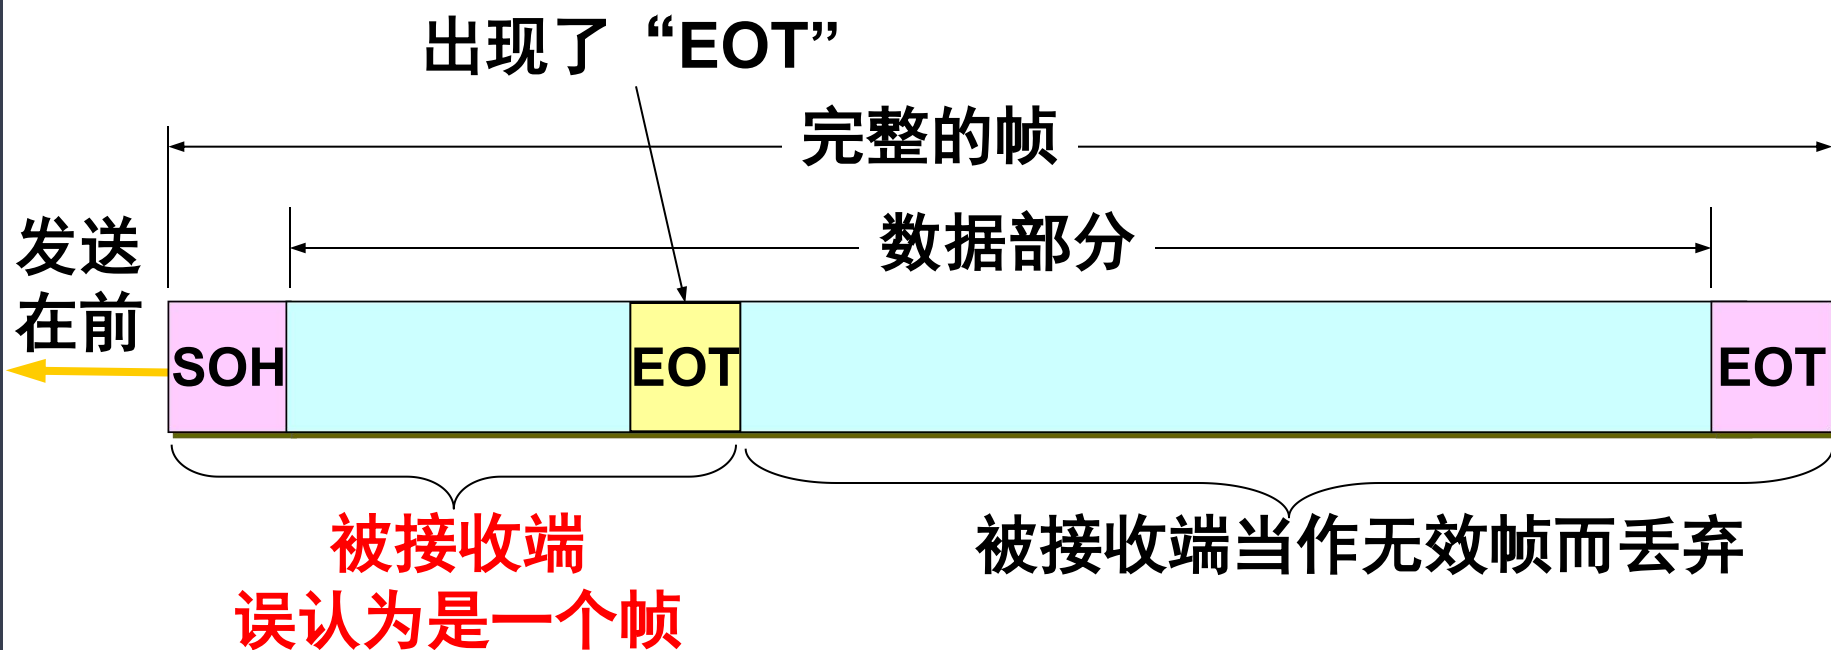 出现了“EOT”
完整的帧
数据部分
发送
在前
SOH
EOT
EOT
被接收端
误认为是一个帧
被接收端当作无效帧而丢弃